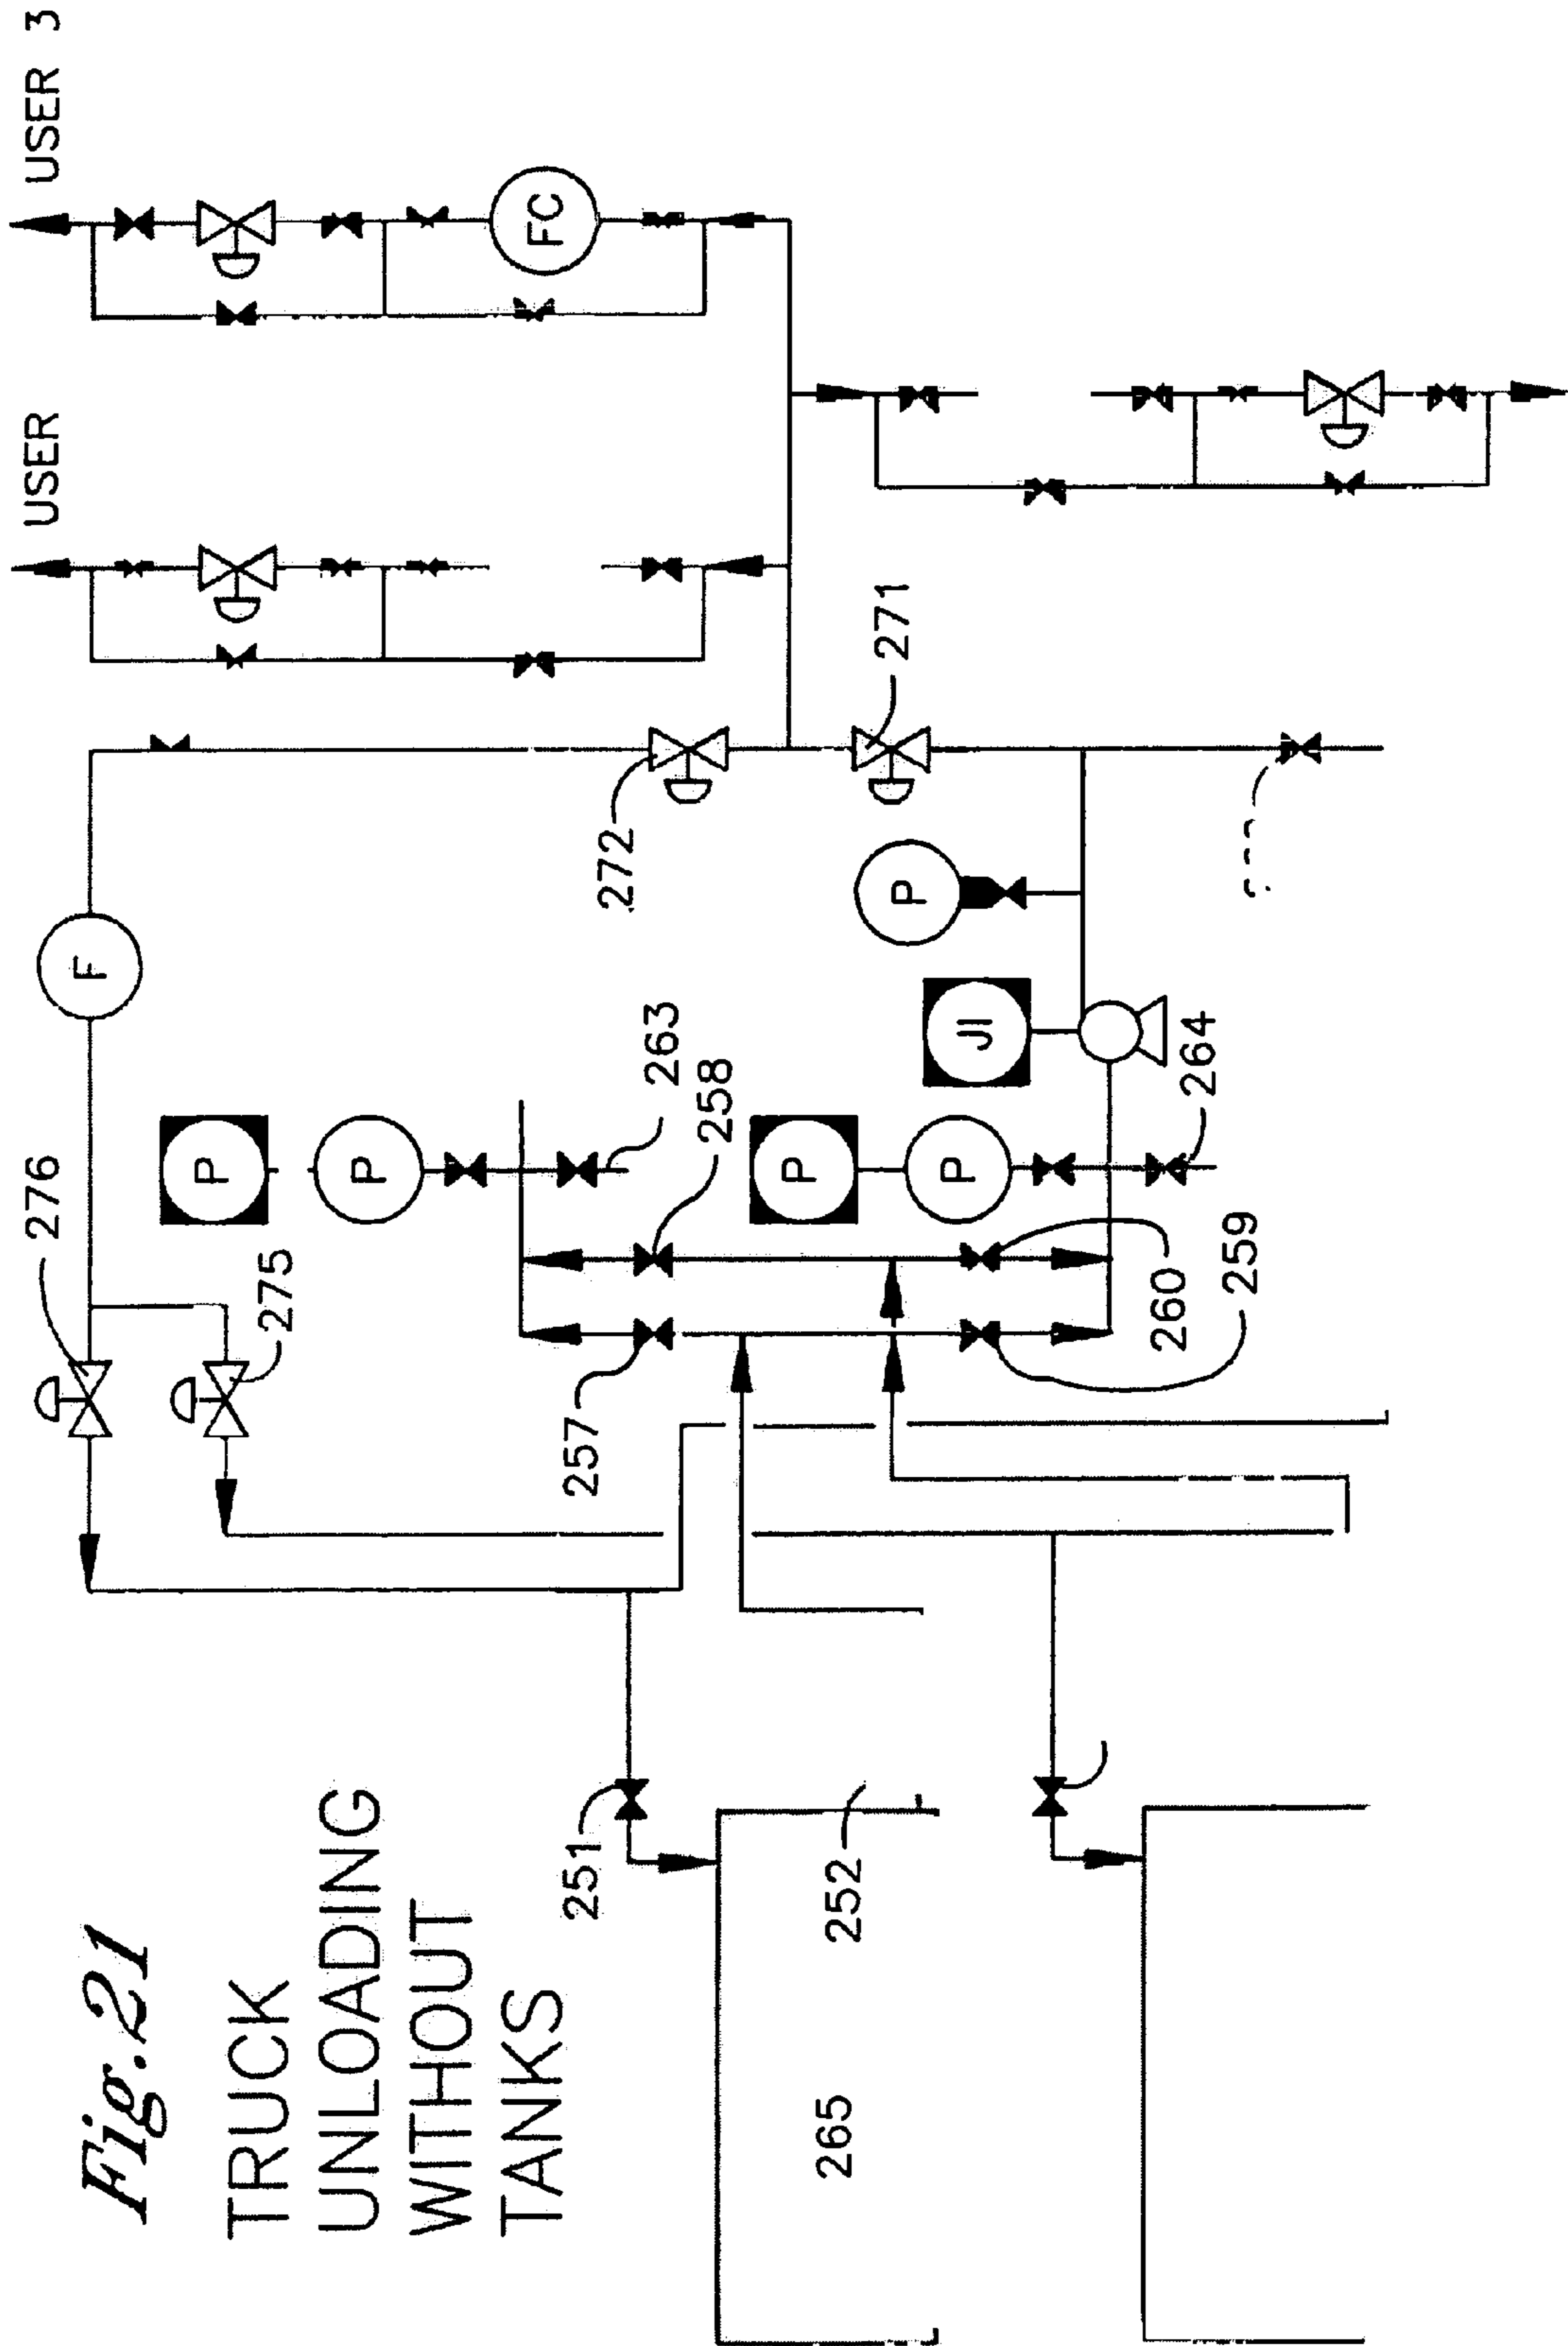 Fig.21
TRUCK
UNLOADING
WITHOUT
TANKS
USER
USER 3
F
FC
276
275
P
P
263
258
P
P
JI
P
272
271
257
260
259
264
251
252
265